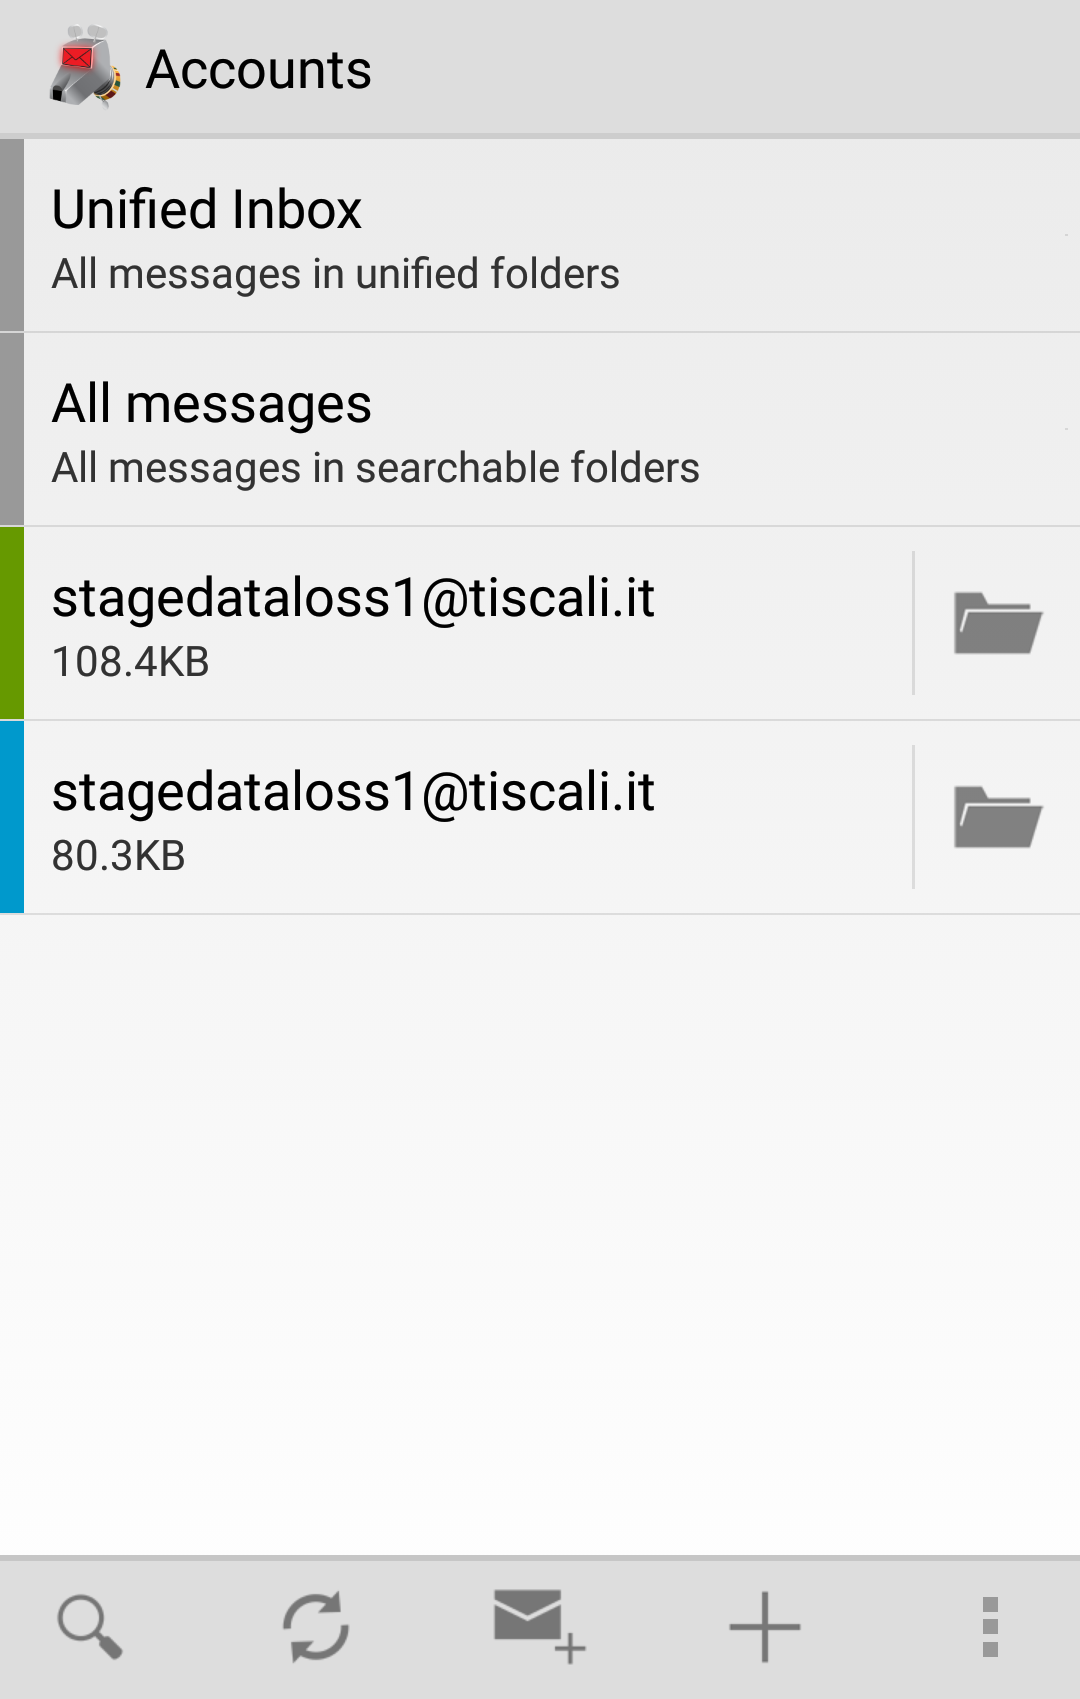 Accounts
Unified Inbox
All messages in unified folders
All messages
All messages in searchable folders
stagedataloss1@tiscali.it
108.4KB
stagedataloss1@tiscali.it
80.3KB